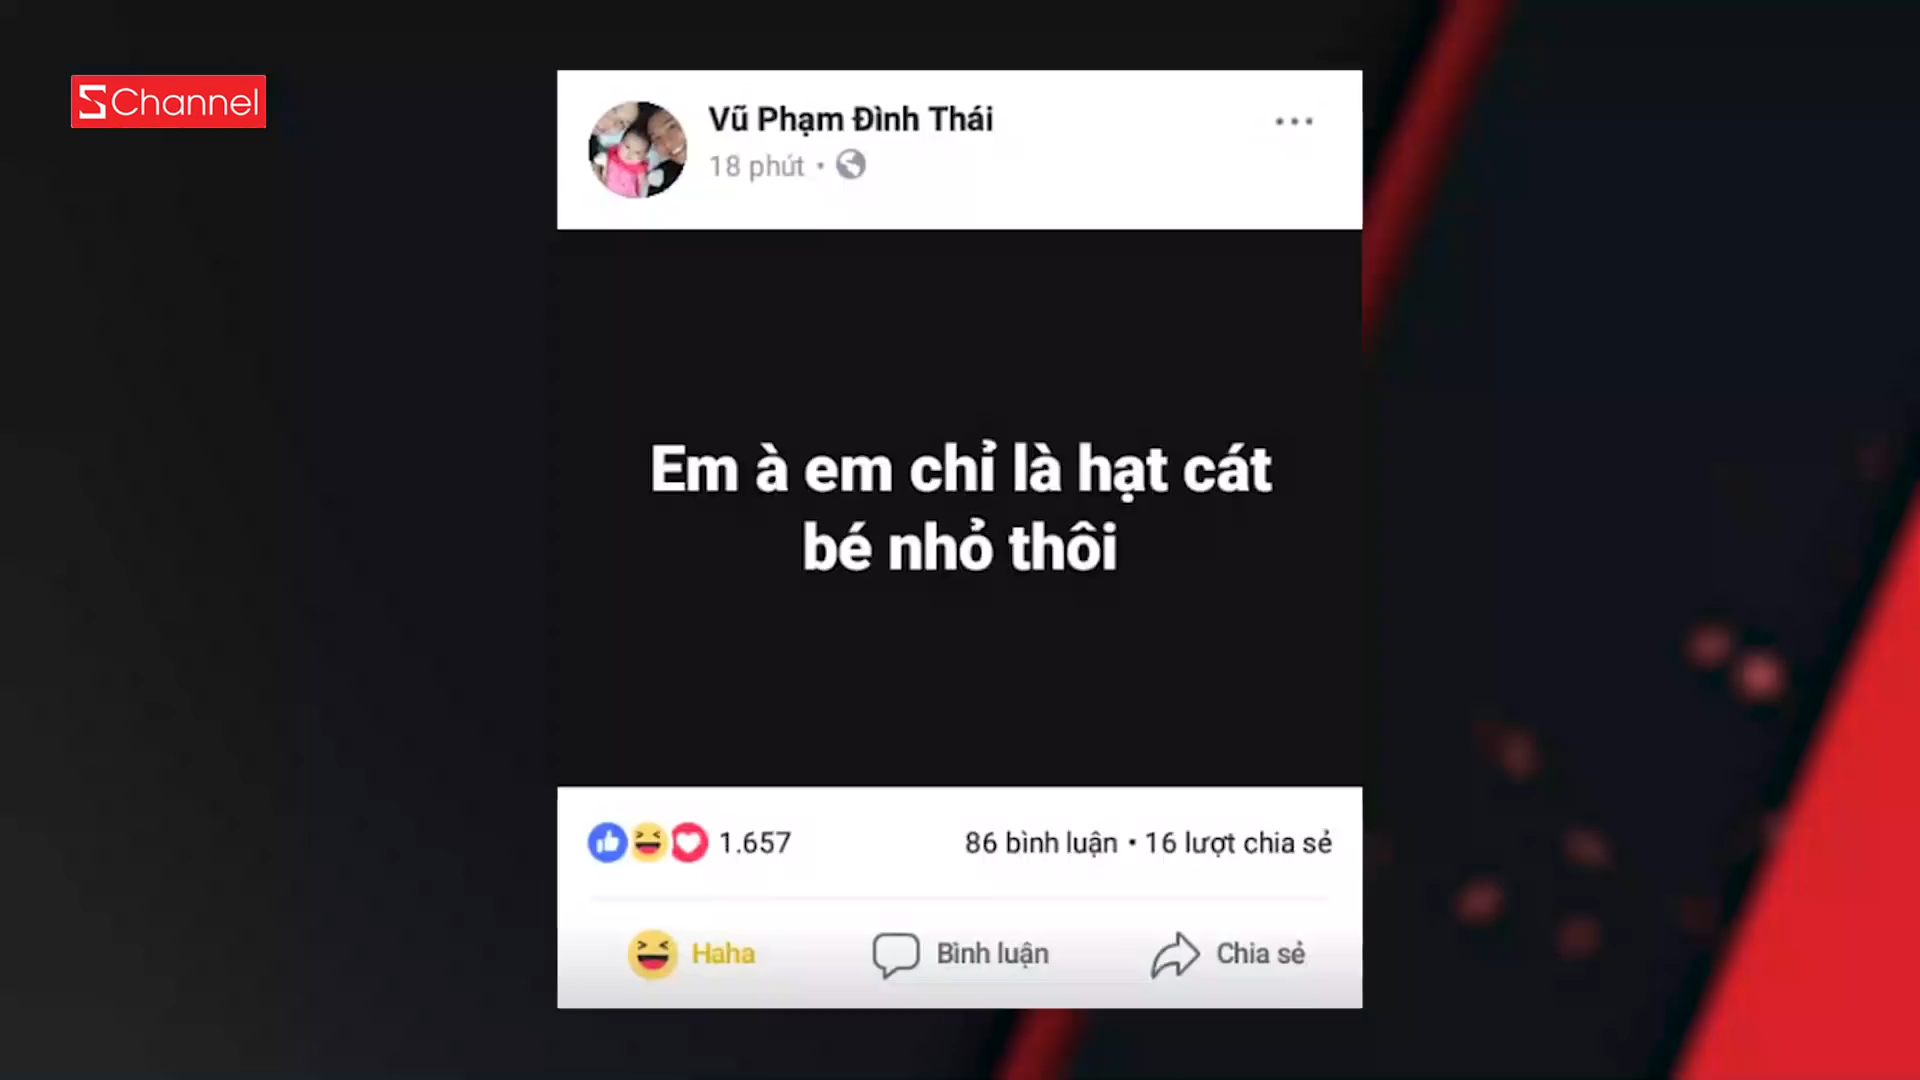 SChannel
Vũ Phạm Đình Thái
18 phút •
Em à em chỉ là hạt cát
bé nhỏ thôi
1.657
86 bình luận • 16 lượt chia sẻ
Haha
Bình luận
Chia sẻ